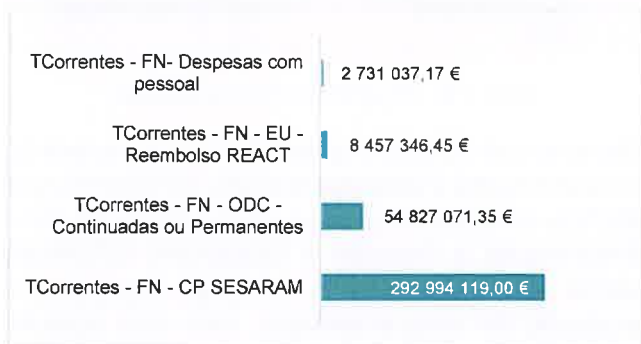 TCorrentes - FN- Despesas com
pessoal
2 731 037,17 €
TCorrentes - FN - EU -
Reembolso REACT
8 457 346,45 €
TCorrentes - FN - ODC -
Continuadas ou Permanentes
54 827 071,35 €
TCorrentes - FN - CP SESARAM
292 994 119,00 €